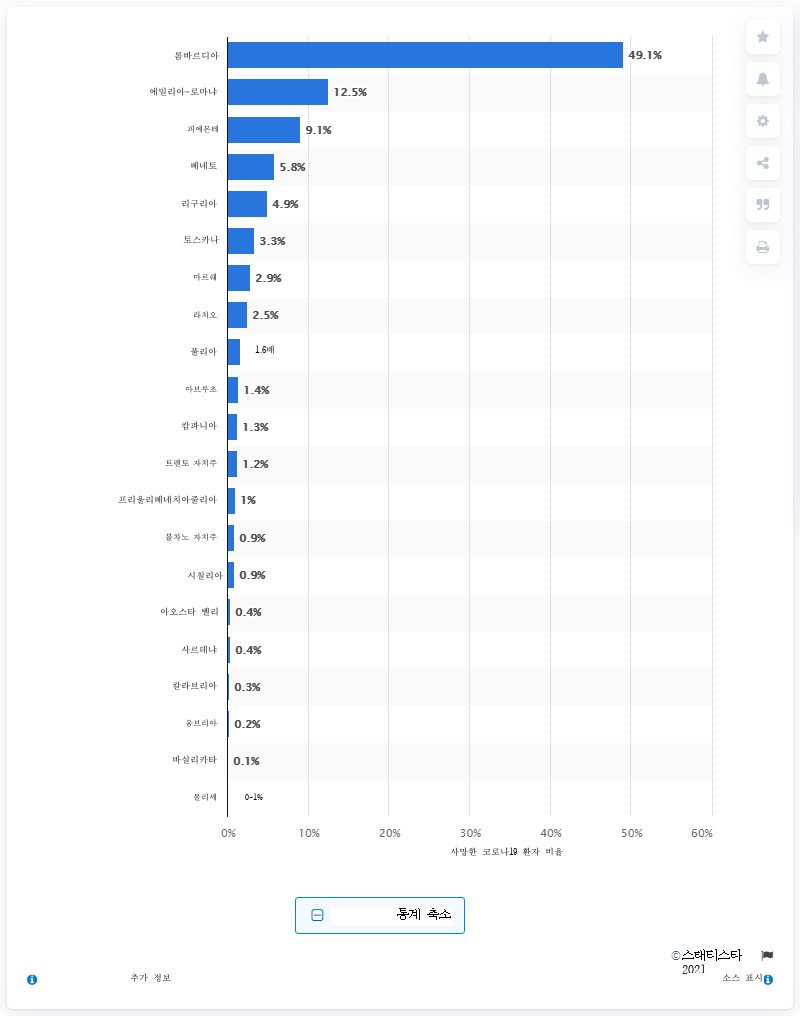 롬바르디아 49.1%
에밀리아-로마냐 12.5%
피에몬테 9.1%
베네토 5.8%
리구리아 4.9%
토스카나 3.3%
마르쉐 2.9%
라치오 2.5%
풀리아 1.6배
아브루초 1.4%
캄파니아 1.3%
트렌토 자치주 1.2%
프리울리베네치아줄리아 1%
볼차노 자치주 0.9%
시칠리아 0.9%
아오스타 밸리 0.4%
사르데냐 0.4%
칼라브리아 0.3%
움브리아 0.2%
바실리카타 0.1%
몰리세 0-1%
0% 10% 20% 30% 40% 50% 60%
사망한 코로나19 환자 비율
통계 축소
©스태티스타
2021
추가 정보 소스 표시